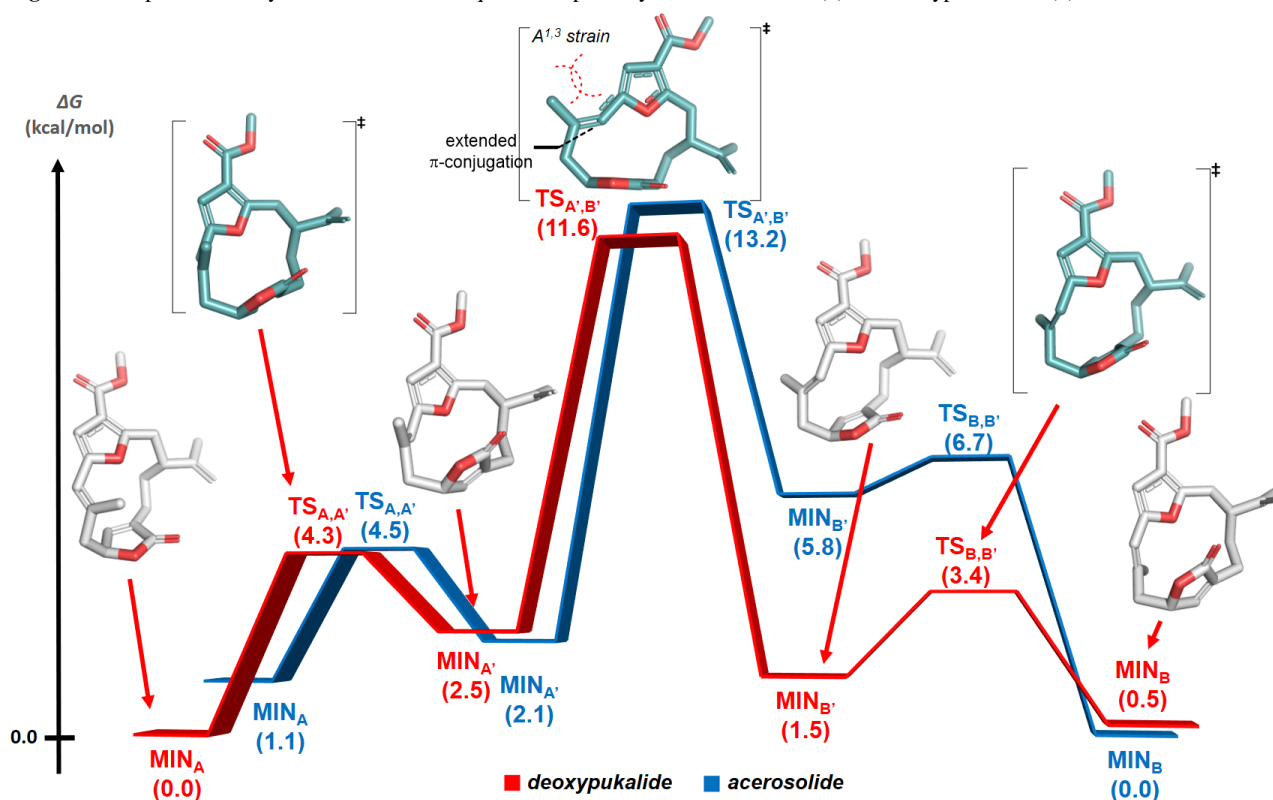 A1,3 strain
‡
ΔG
(kcal/mol)
‡
extended
π-conjugation
‡
TSA',B'
(11.6)
TSA',B'
(13.2)
TSB,B'
(6.7)
TSA,A'
(4.3)
TSA,A'
(4.5)
MINB'
(5.8)
TSB,B'
(3.4)
MINA'
(2.5)
MINA'
(2.1)
MINA
(1.1)
MINB'
(1.5)
MINB
(0.5)
0.0
MINA
(0.0)
MINB
(0.0)
deoxypukalide
acerosolide